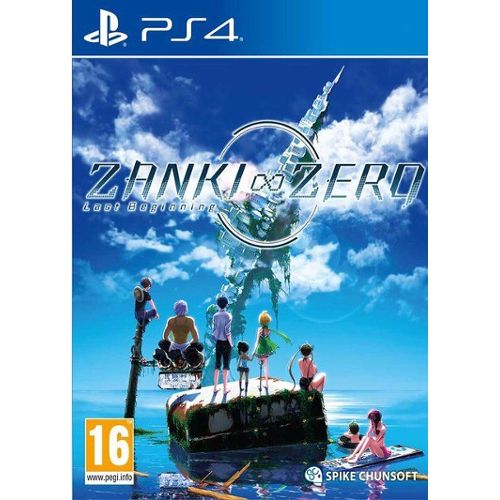 PS4
ZANKI∞ZERO
Last Beginning
16
www.pegi.info
SPIKE CHUNSOFT